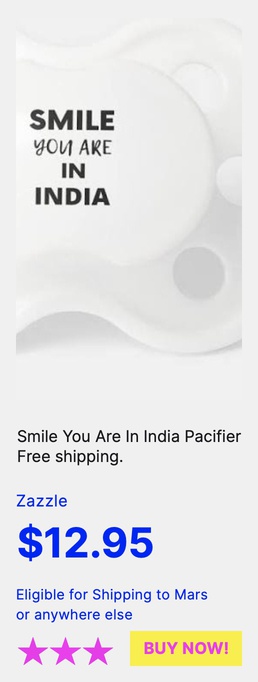 SMILE
YOU ARE
IN
INDIA
Smile You Are In India Pacifier
Free shipping.
Zazzle
$12.95
Eligible for Shipping to Mars
or anywhere else
BUY NOW!